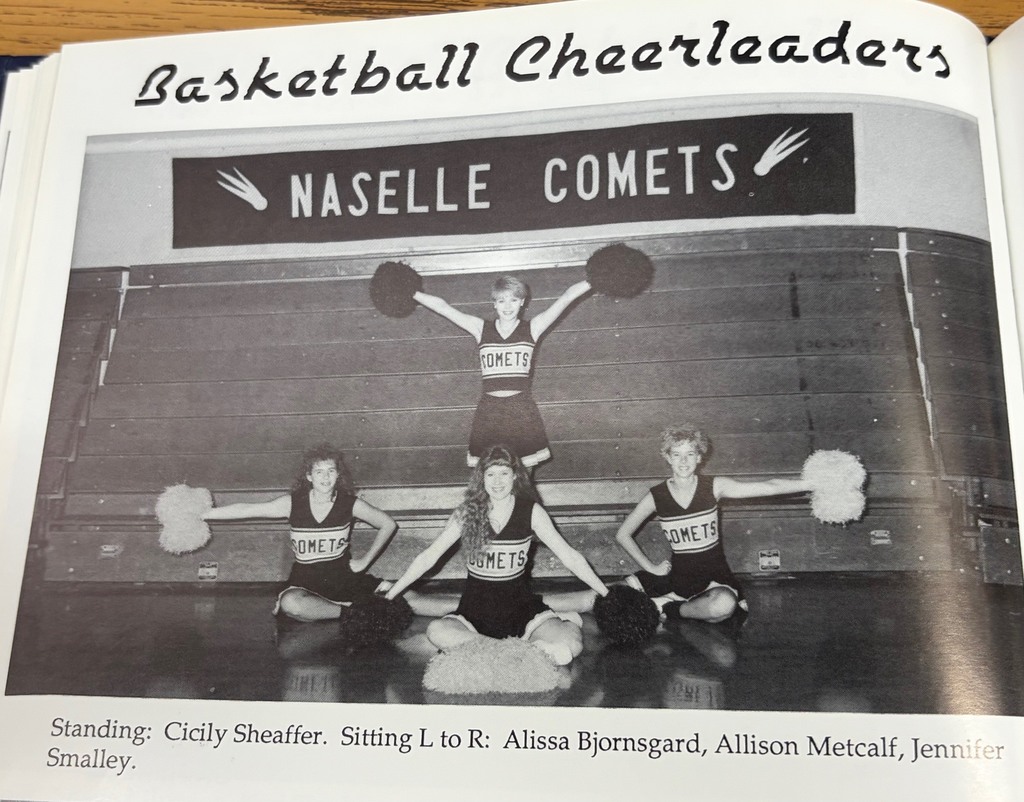 Basketball Cheerleaders
NASELLE COMETS
COMETS
COMETS
COMETS
COMETS
Standing: Cicily Sheaffer. Sitting L to R: Alissa Bjornsgard, Allison Metcalf, Jennifer
Smalley.